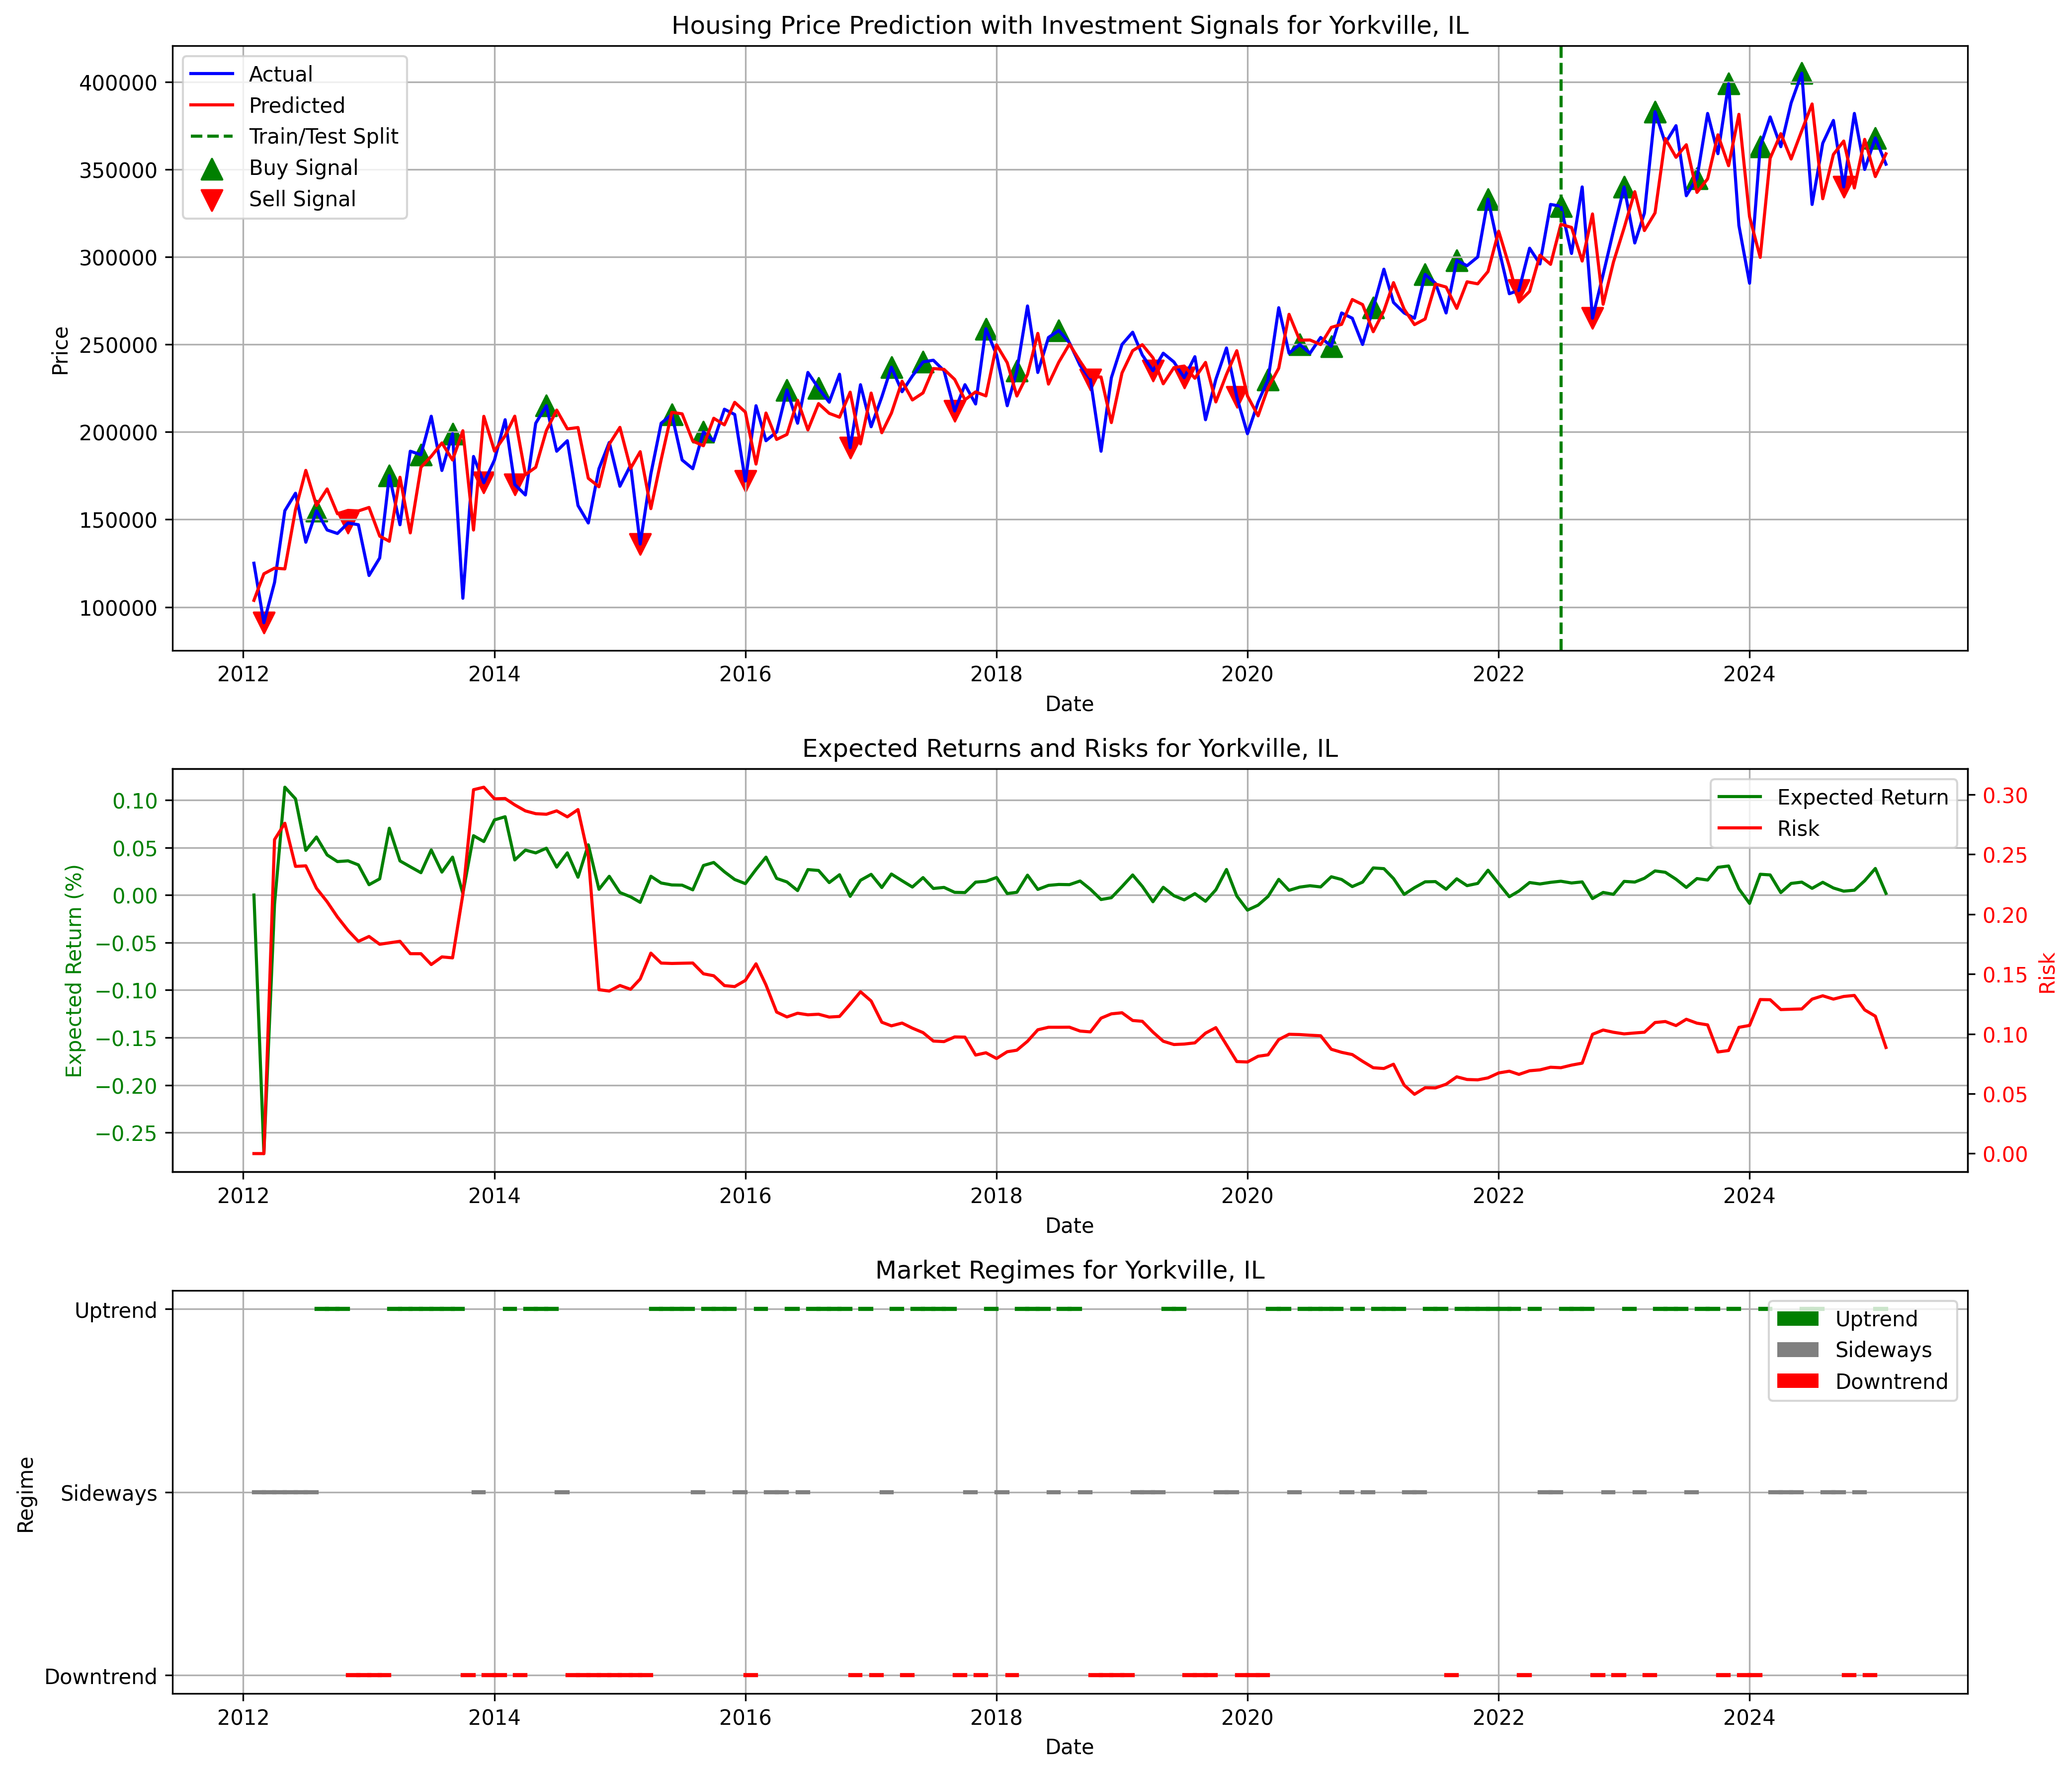 Housing Price Prediction with Investment Signals for Yorkville, IL
Actual
Predicted
Train/Test Split
Buy Signal
Sell Signal
Price
400000
350000
300000
250000
200000
150000
100000
2012 2014 2016 2018 2020 2022 2024
Date
Expected Returns and Risks for Yorkville, IL
Expected Return
Risk
Expected Return (%)
0.10
0.05
0.00
−0.05
−0.10
−0.15
−0.20
−0.25
Risk
0.30
0.25
0.20
0.15
0.10
0.05
0.00
2012 2014 2016 2018 2020 2022 2024
Date
Market Regimes for Yorkville, IL
Uptrend
Sideways
Downtrend
Regime
Uptrend
Sideways
Downtrend
2012 2014 2016 2018 2020 2022 2024
Date